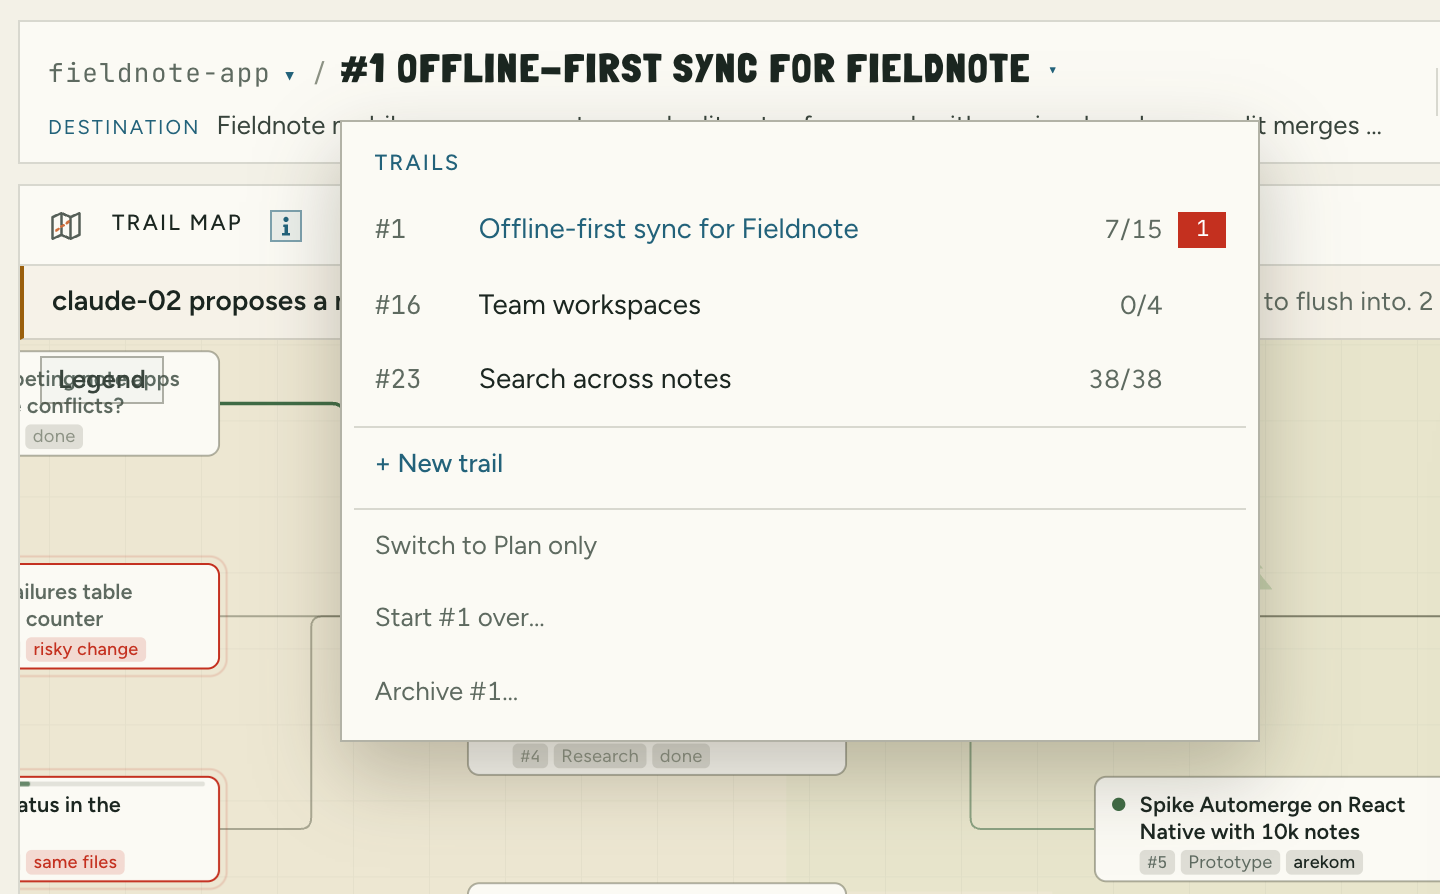 fieldnote-app ▾ / #1 OFFLINE-FIRST SYNC FOR FIELDNOTE ▾
DESTINATION Fieldnote merges ...
TRAILS
#1 Offline-first sync for Fieldnote 7/15 1
#16 Team workspaces 0/4
#23 Search across notes 38/38
+ New trail
Switch to Plan only
Start #1 over...
Archive #1...
TRAIL MAP i
claude-02 proposes a
to flush into. 2
Legend
apps
conflicts?
done
table
counter
risky change
in the
same files
#4 Research done
Spike Automerge on React
Native with 10k notes
#5 Prototype arekom